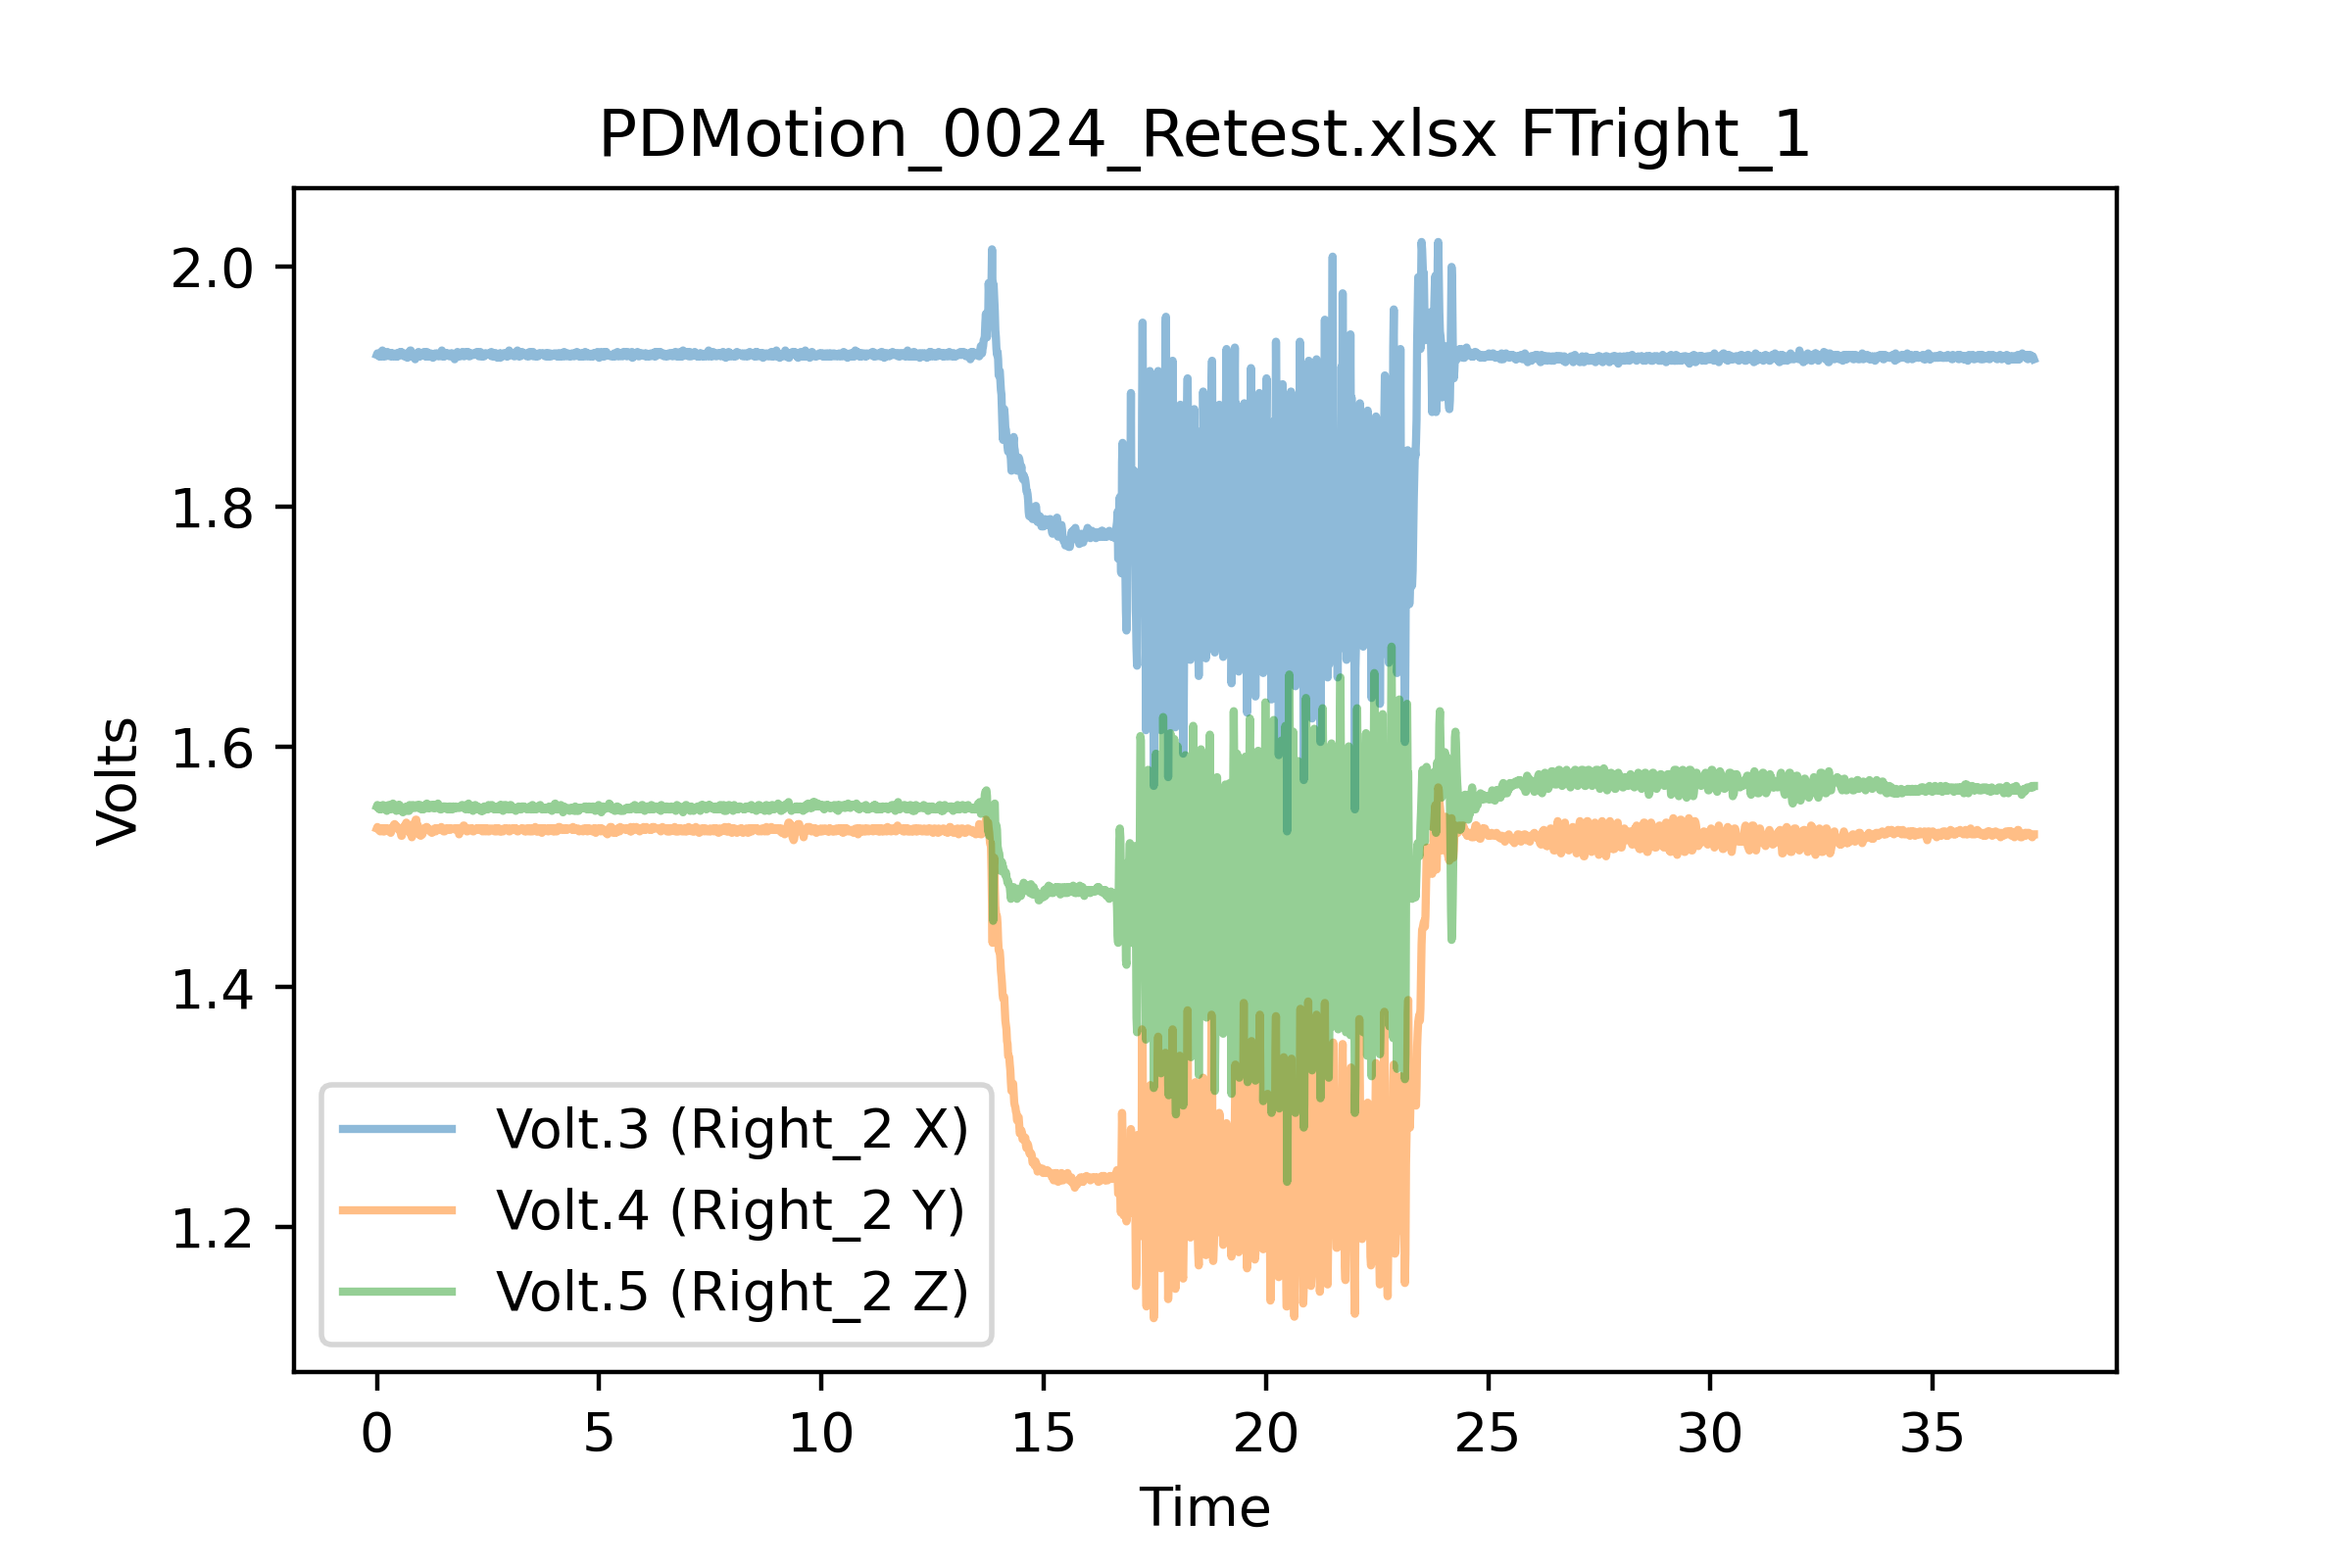 PDMotion_0024_Retest.xlsx FTright_1
Volts
2.0
1.8
1.6
1.4
1.2
Volt.3 (Right_2 X)
Volt.4 (Right_2 Y)
Volt.5 (Right_2 Z)
0 5 10 15 20 25 30 35
Time